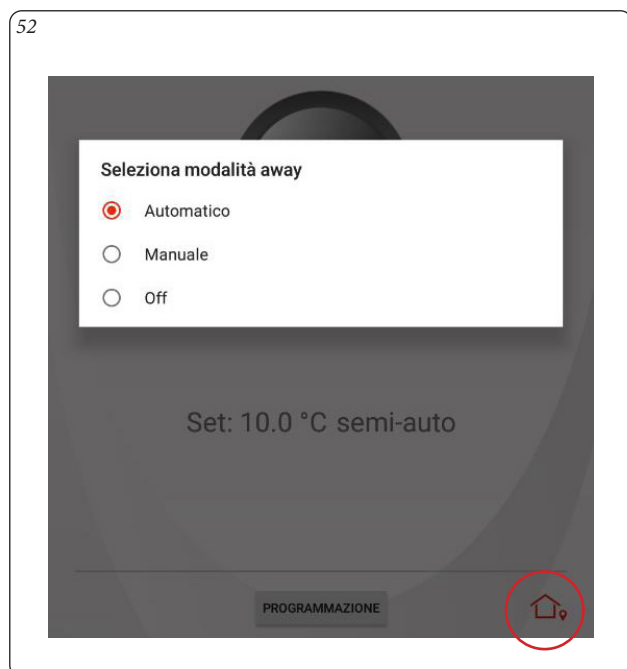 52
Seleziona modalità away
Automatico
Manuale
Off
Set: 10.0 °C semi-auto
PROGRAMMAZIONE